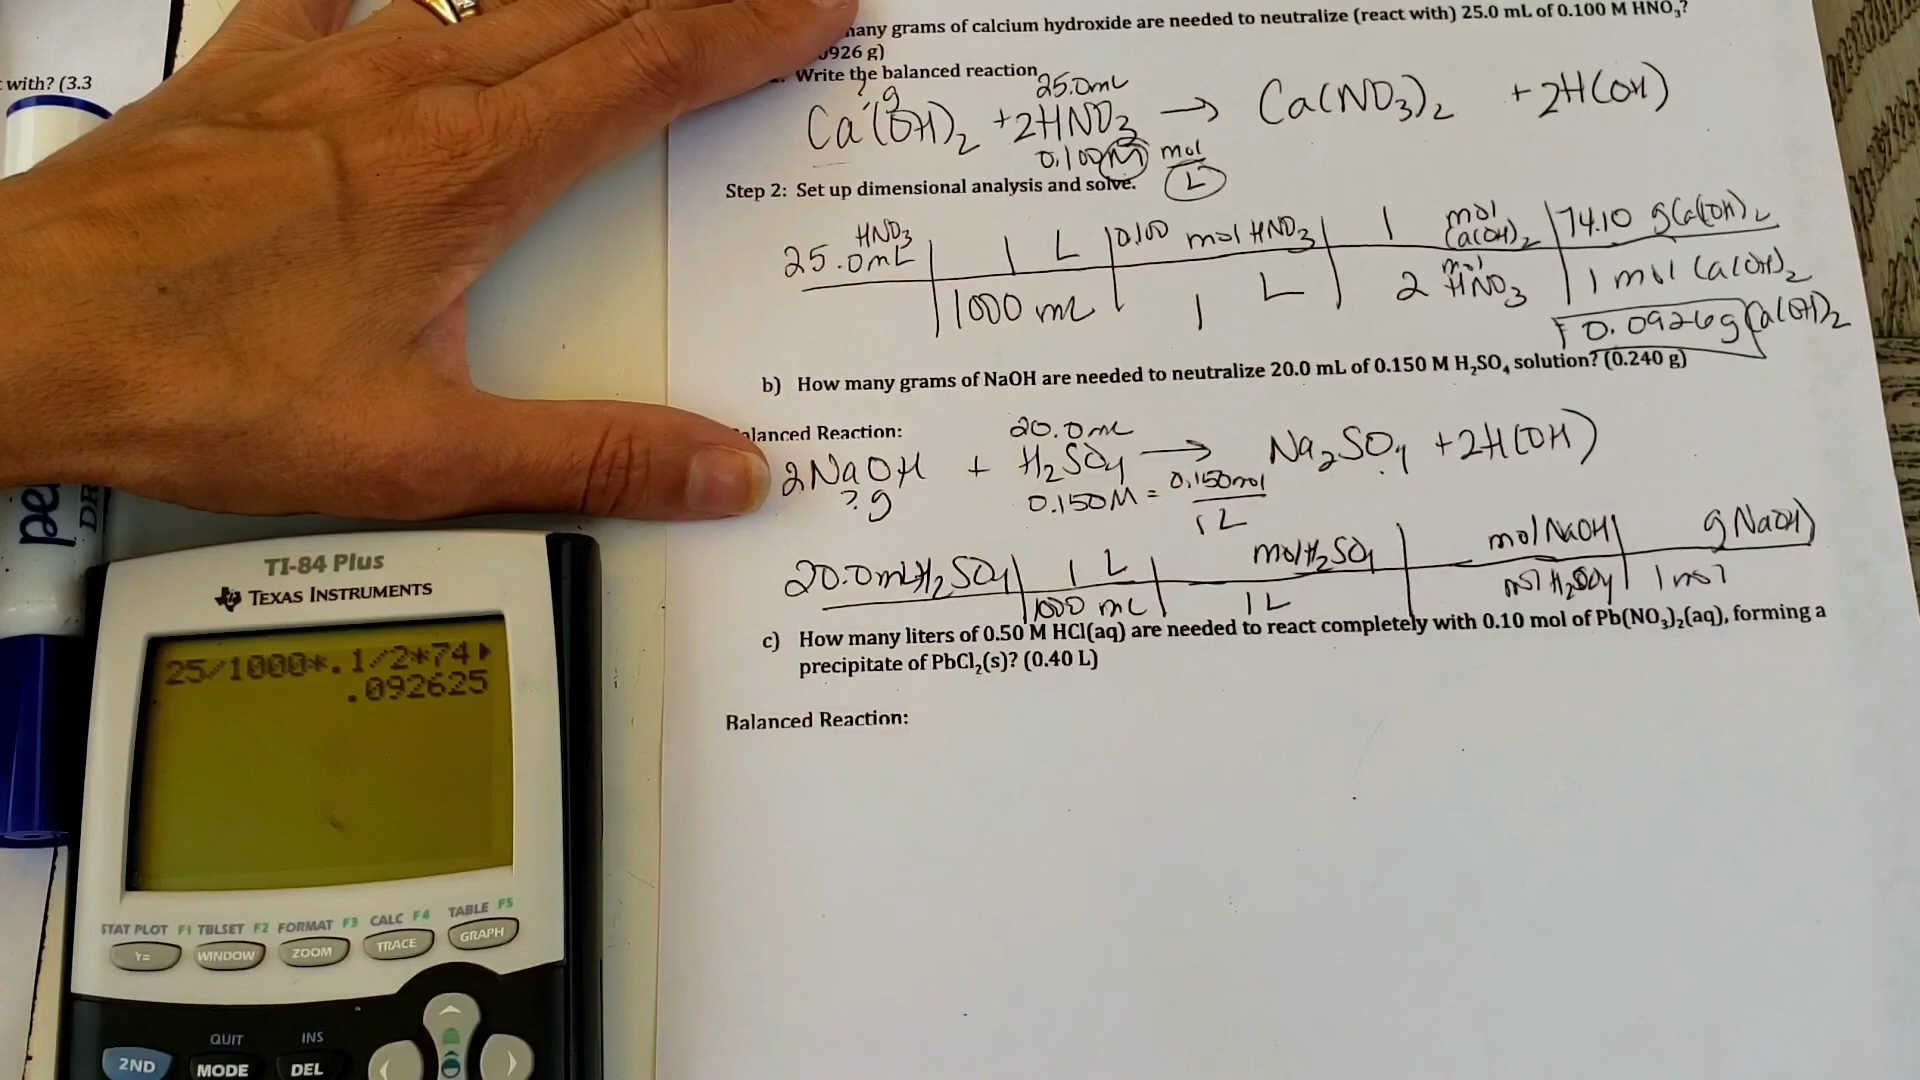 with? (3.3
many grams of calcium hydroxide are needed to neutralize (react with) 25.0 mL of 0.100 M HNO₃?
0926 g)
Write the balanced reaction
? g 25.0mL
Ca(OH)₂ + 2HNO₃ → Ca(NO₃)₂ + 2H(OH)
0.100M mol
L
Step 2: Set up dimensional analysis and solve.
25.0mL HNO₃ | 1 L | 0.100 mol HNO₃ | 1 mol Ca(OH)₂ | 74.10 g Ca(OH)₂
1000 mL | 1 L | 2 mol HNO₃ | 1 mol Ca(OH)₂
= 0.0926g Ca(OH)₂
b) How many grams of NaOH are needed to neutralize 20.0 mL of 0.150 M H₂SO₄ solution? (0.240 g)
alanced Reaction:
20.0mL
2NaOH + H₂SO₄ → Na₂SO₄ + 2H(OH)
? g 0.150M = 0.150mol
1 L
20.0mL H₂SO₄ | 1 L | mol H₂SO₄ | mol NaOH | g NaOH
1000 mL | 1 L | mol H₂SO₄ | 1 mol
c) How many liters of 0.50 M HCl(aq) are needed to react completely with 0.10 mol of Pb(NO₃)₂(aq), forming a
precipitate of PbCl₂(s)? (0.40 L)
Balanced Reaction:
TI-84 Plus
TEXAS INSTRUMENTS
25/1000*.1/2*74
.092625
STAT PLOT F1 TBLSET F2 FORMAT F3 CALC F4 TABLE F5
Y= WINDOW ZOOM TRACE GRAPH
QUIT INS
2ND MODE DEL